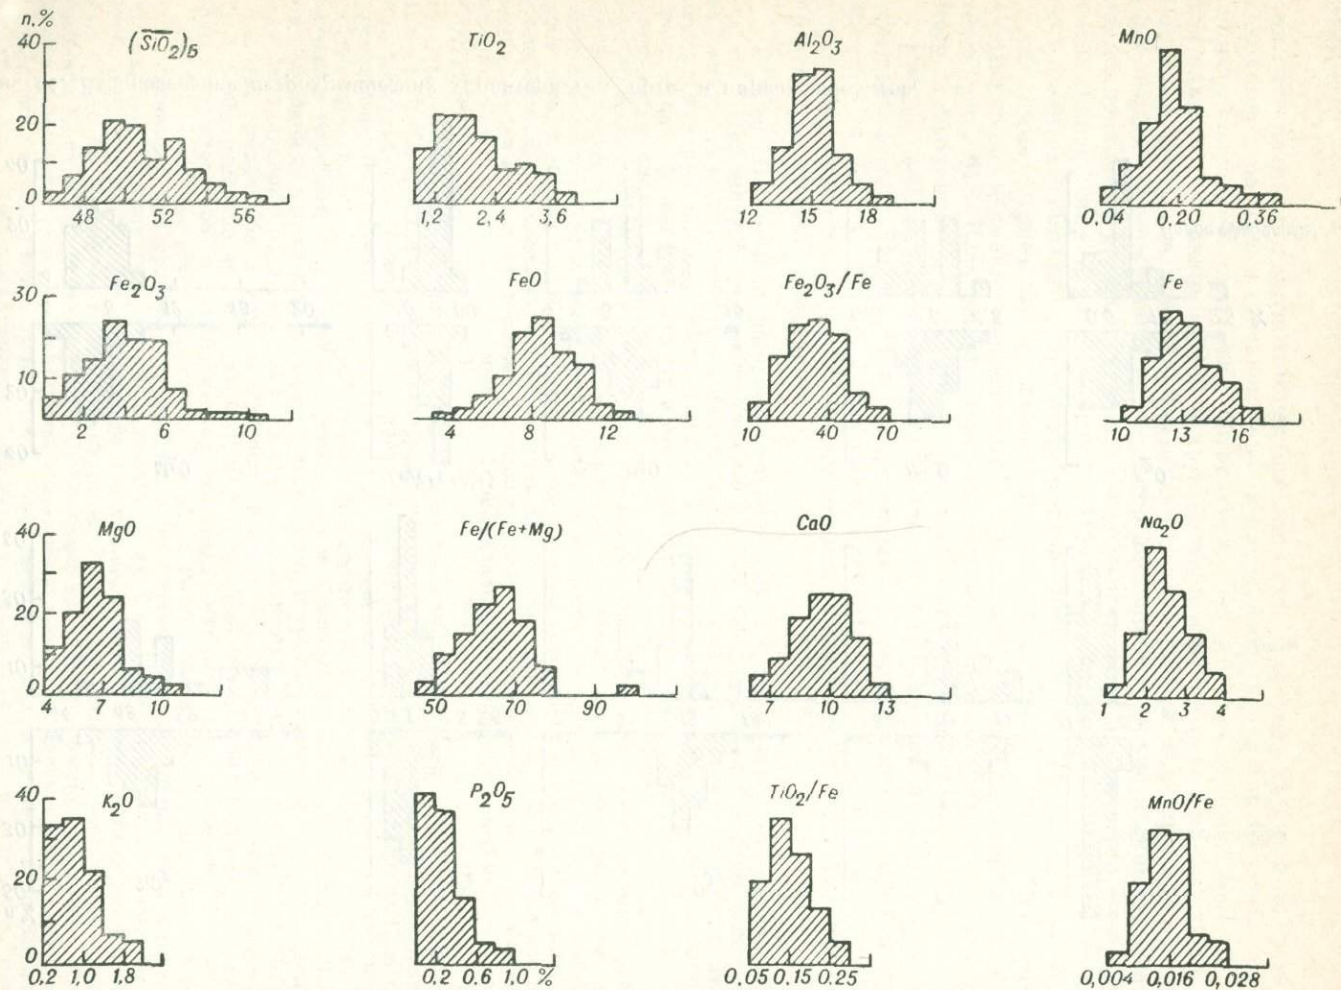 n,%
(SiO₂)б TiO₂ Al₂O₃ MnO
40
20
0
48 52 56 1,2 2,4 3,6 12 15 18 0,04 0,20 0,36
Fe₂O₃ FeO Fe₂O₃/Fe Fe
30
10
2 6 10 4 8 12 10 40 70 10 13 16
MgO Fe/(Fe+Mg) CaO Na₂O
40
20
0
4 7 10 50 70 90 7 10 13 1 2 3 4
K₂O P₂O₅ TiO₂/Fe MnO/Fe
40
20
0
0,2 1,0 1,8 0,2 0,6 1,0 % 0,05 0,15 0,25 0,004 0,016 0,028